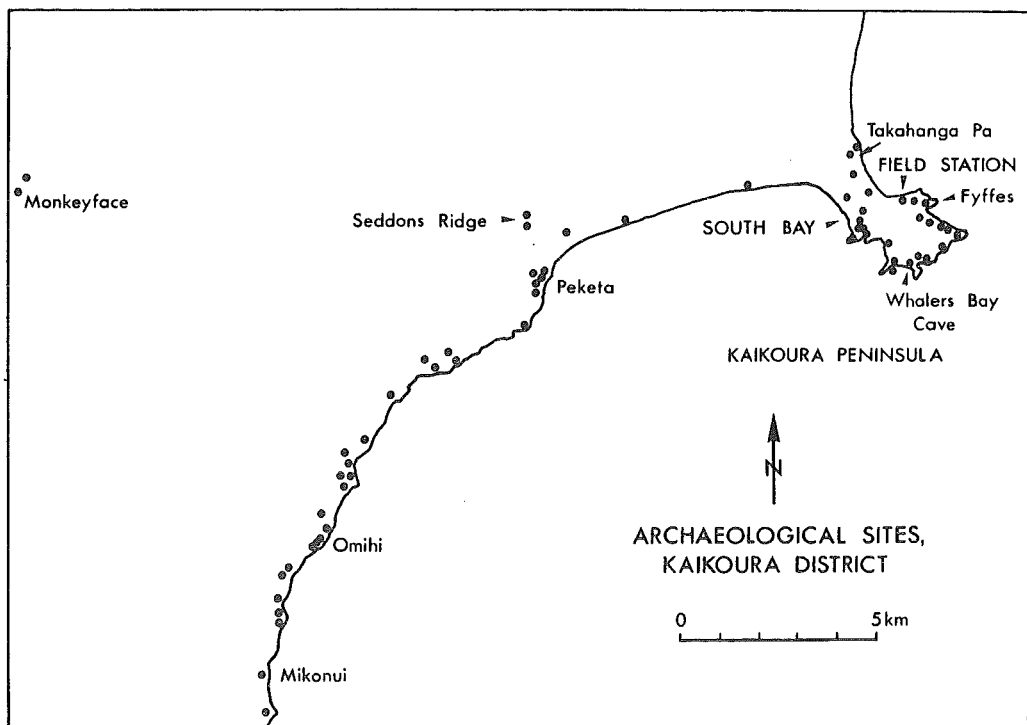 Takahanga Pa
FIELD STATION
Fyffes
Monkeyface
Seddons Ridge
SOUTH BAY
Peketa
Whalers Bay
Cave
KAIKOURA PENINSULA
N
ARCHAEOLOGICAL SITES,
KAIKOURA DISTRICT
Omihi
0 5km
Mikonui